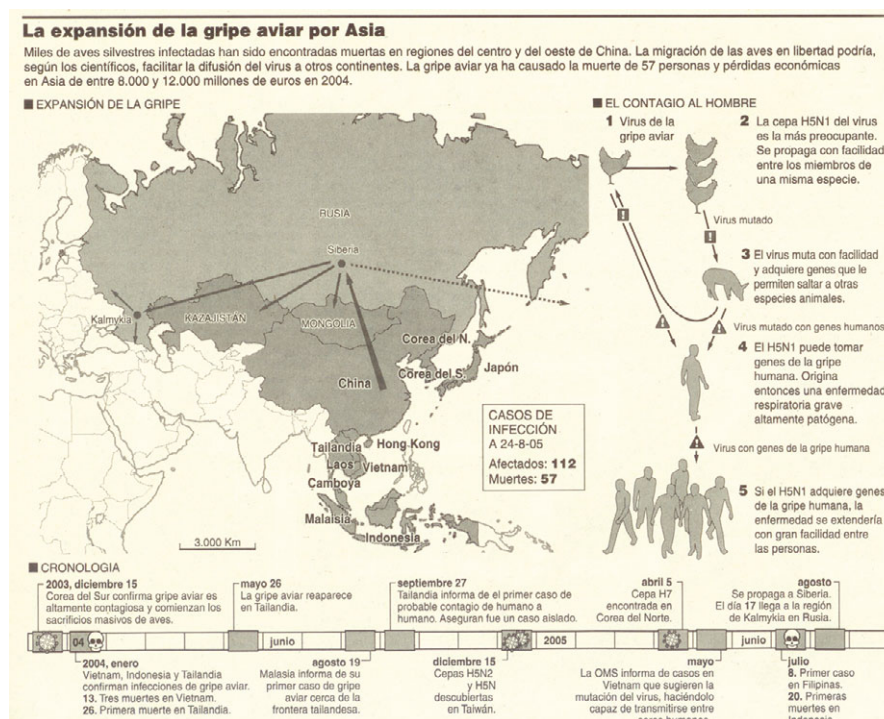 La expansión de la gripe aviar por Asia
Miles de aves silvestres infectadas han sido encontradas muertas en regiones del centro y del oeste de China. La migración de las aves en libertad podría,
según los científicos, facilitar la difusión del virus a otros continentes. La gripe aviar ya ha causado la muerte de 57 personas y pérdidas económicas
en Asia de entre 8.000 y 12.000 millones de euros en 2004.
EXPANSIÓN DE LA GRIPE
RUSIA
Siberia
Kalmykia
KAZAJISTÁN
MONGOLIA
Corea del N.
Corea del S.
Japón
China
Hong Kong
Tailandia
Laos
Vietnam
Camboya
Malaisia
Indonesia
3.000 Km
CASOS DE
INFECCIÓN
A 24-8-05
Afectados: 112
Muertes: 57
EL CONTAGIO AL HOMBRE
1 Virus de la
gripe aviar
2 La cepa H5N1 del virus
es la más preocupante.
Se propaga con facilidad
entre los miembros de
una misma especie.
Virus mutado
3 El virus muta con facilidad
y adquiere genes que le
permiten saltar a otras
especies animales.
Virus mutado con genes humanos
4 El H5N1 puede tomar
genes de la gripe
humana. Origina
entonces una enfermedad
respiratoria grave
altamente patógena.
Virus con genes de la gripe humana
5 Si el H5N1 adquiere genes
de la gripe humana, la
enfermedad se extendería
con gran facilidad entre
las personas.
CRONOLOGIA
2003, diciembre 15
Corea del Sur confirma gripe aviar es
altamente contagiosa y comienzan los
sacrificios masivos de aves.
mayo 26
La gripe aviar reaparece
en Tailandia.
septiembre 27
Tailandia informa de el primer caso de
probable contagio de humano a
humano. Aseguran fue un caso aislado.
abril 5
Cepa H7
encontrada en
Corea del Norte.
agosto
Se propaga a Siberia.
El día 17 llega a la región
de Kalmykia en Rusia.
04
junio
2005
junio
2004, enero
Vietnam, Indonesia y Tailandia
confirman infecciones de gripe aviar.
13. Tres muertes en Vietnam.
26. Primera muerte en Tailandia.
agosto 19
Malasia informa de su
primer caso de gripe
aviar cerca de la
frontera tailandesa.
diciembre 15
Cepas H5N2
y H5N
descubiertas
en Taiwán.
mayo
La OMS informa de casos en
Vietnam que sugieren la
mutación del virus, haciéndolo
capaz de transmitirse entre
julio
8. Primer caso
en Filipinas.
20. Primeras
muertes en